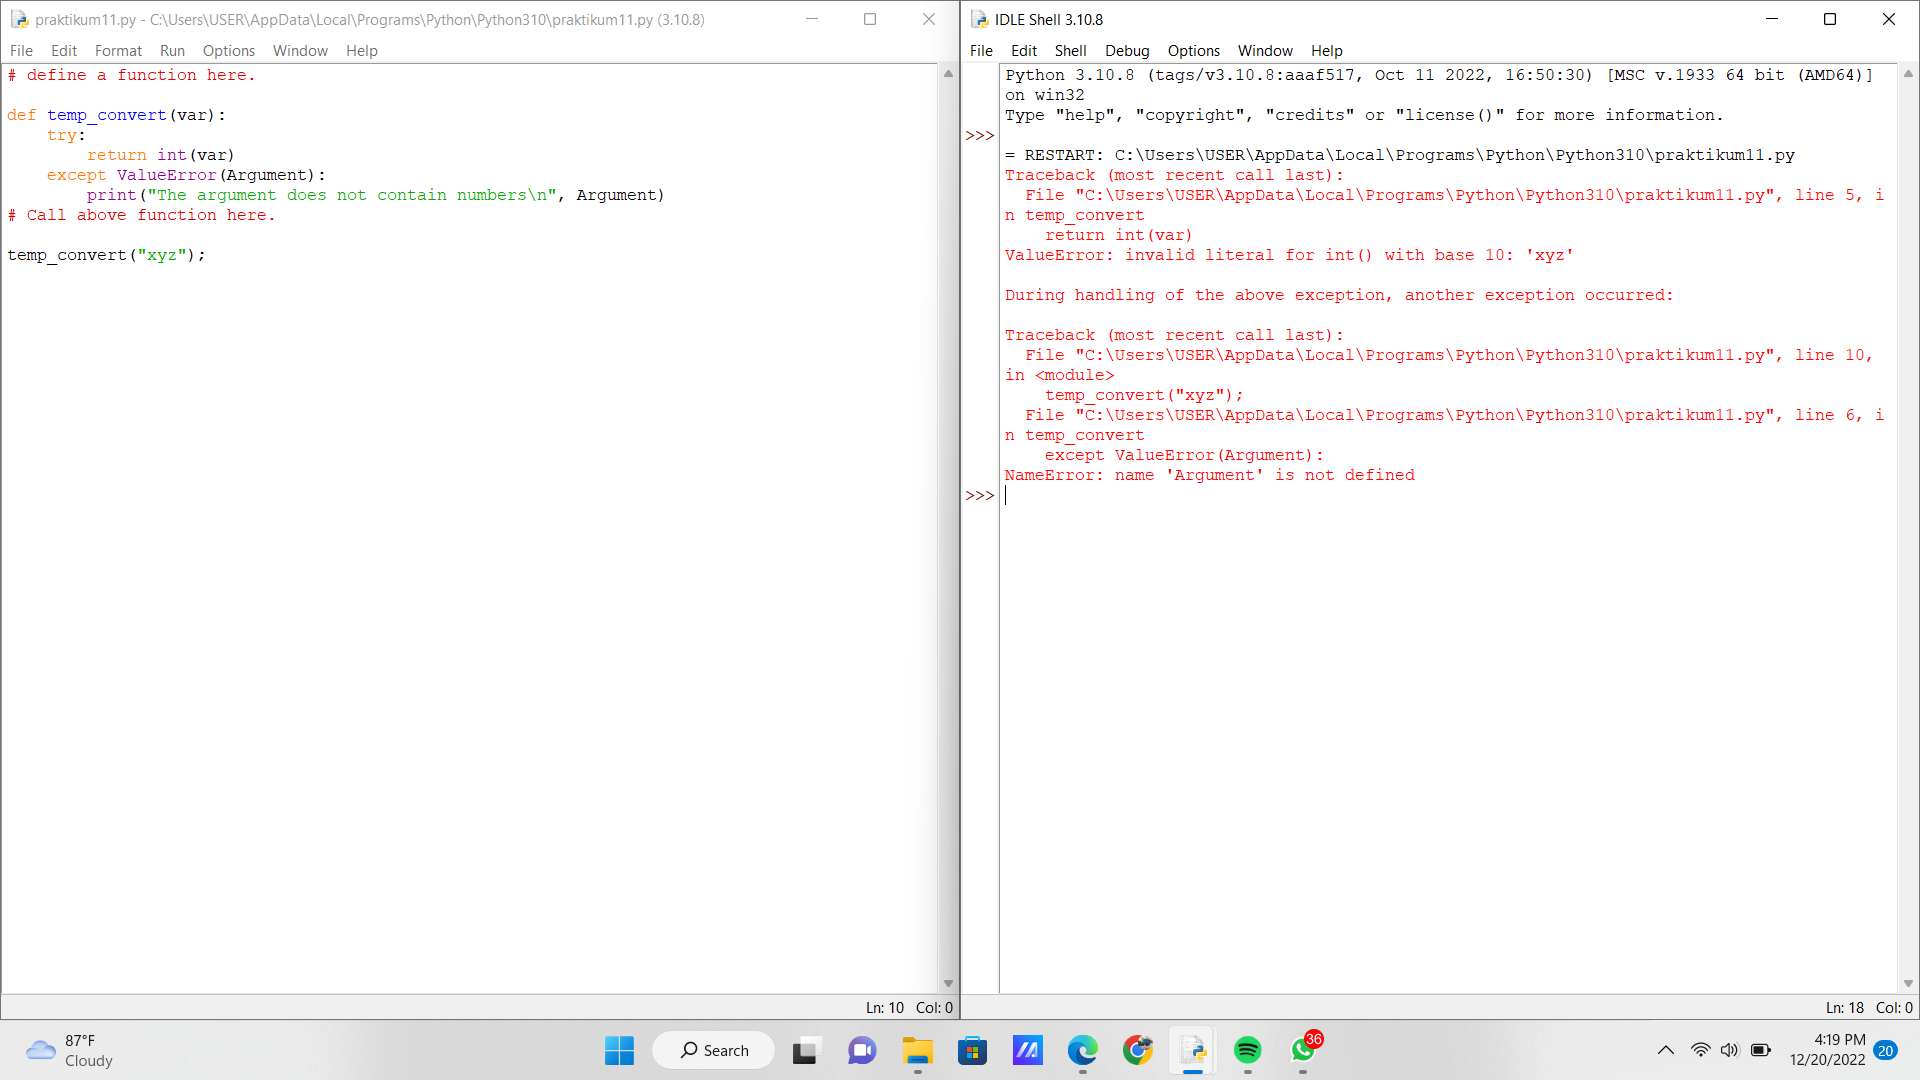 praktikum11.py - C:\Users\USER\AppData\Local\Programs\Python\Python310\praktikum11.py (3.10.8)
File Edit Format Run Options Window Help
# define a function here.
def temp_convert(var):
    try:
        return int(var)
    except ValueError(Argument):
        print("The argument does not contain numbers\n", Argument)
# Call above function here.
temp_convert("xyz");
Ln: 10 Col: 0
IDLE Shell 3.10.8
File Edit Shell Debug Options Window Help
Python 3.10.8 (tags/v3.10.8:aaaf517, Oct 11 2022, 16:50:30) [MSC v.1933 64 bit (AMD64)]
on win32
Type "help", "copyright", "credits" or "license()" for more information.
>>>
= RESTART: C:\Users\USER\AppData\Local\Programs\Python\Python310\praktikum11.py
Traceback (most recent call last):
  File "C:\Users\USER\AppData\Local\Programs\Python\Python310\praktikum11.py", line 5, i
n temp_convert
    return int(var)
ValueError: invalid literal for int() with base 10: 'xyz'
During handling of the above exception, another exception occurred:
Traceback (most recent call last):
  File "C:\Users\USER\AppData\Local\Programs\Python\Python310\praktikum11.py", line 10,
in <module>
    temp_convert("xyz");
  File "C:\Users\USER\AppData\Local\Programs\Python\Python310\praktikum11.py", line 6, i
n temp_convert
    except ValueError(Argument):
NameError: name 'Argument' is not defined
>>>
Ln: 18 Col: 0
87°F
Cloudy
Search
36
4:19 PM
12/20/2022
20